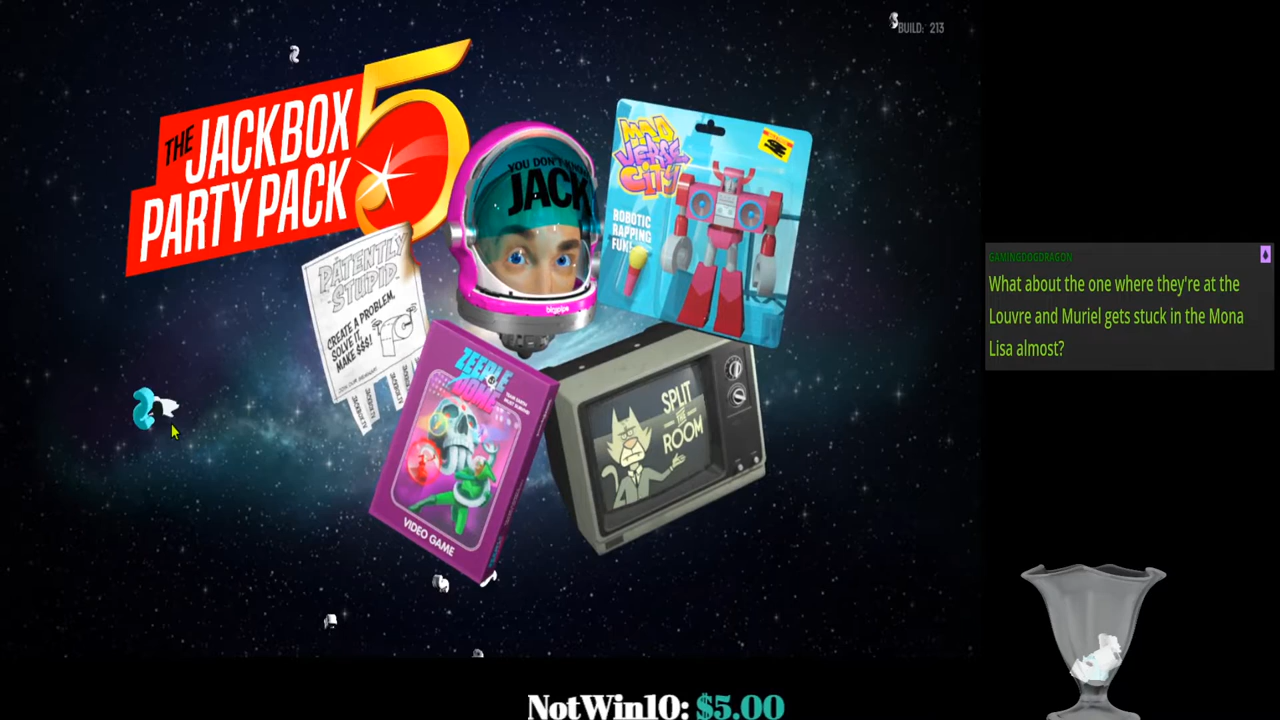 BUILD: 213
THE
JACKBOX
PARTY PACK
5
YOU DON'T KNOW
JACK
MAD
VERSE
CITY
ROBOTIC
RAPPING
FUN!
PATENTLY
STUPID
CREATE A PROBLEM,
SOLVE IT,
MAKE $$$!
ZEEPLE
DOME
VIDEO GAME
SPLIT
THE
ROOM
GAMINGDOGDRAGON
What about the one where they're at the
Louvre and Muriel gets stuck in the Mona
Lisa almost?
NotWin10: $5.00